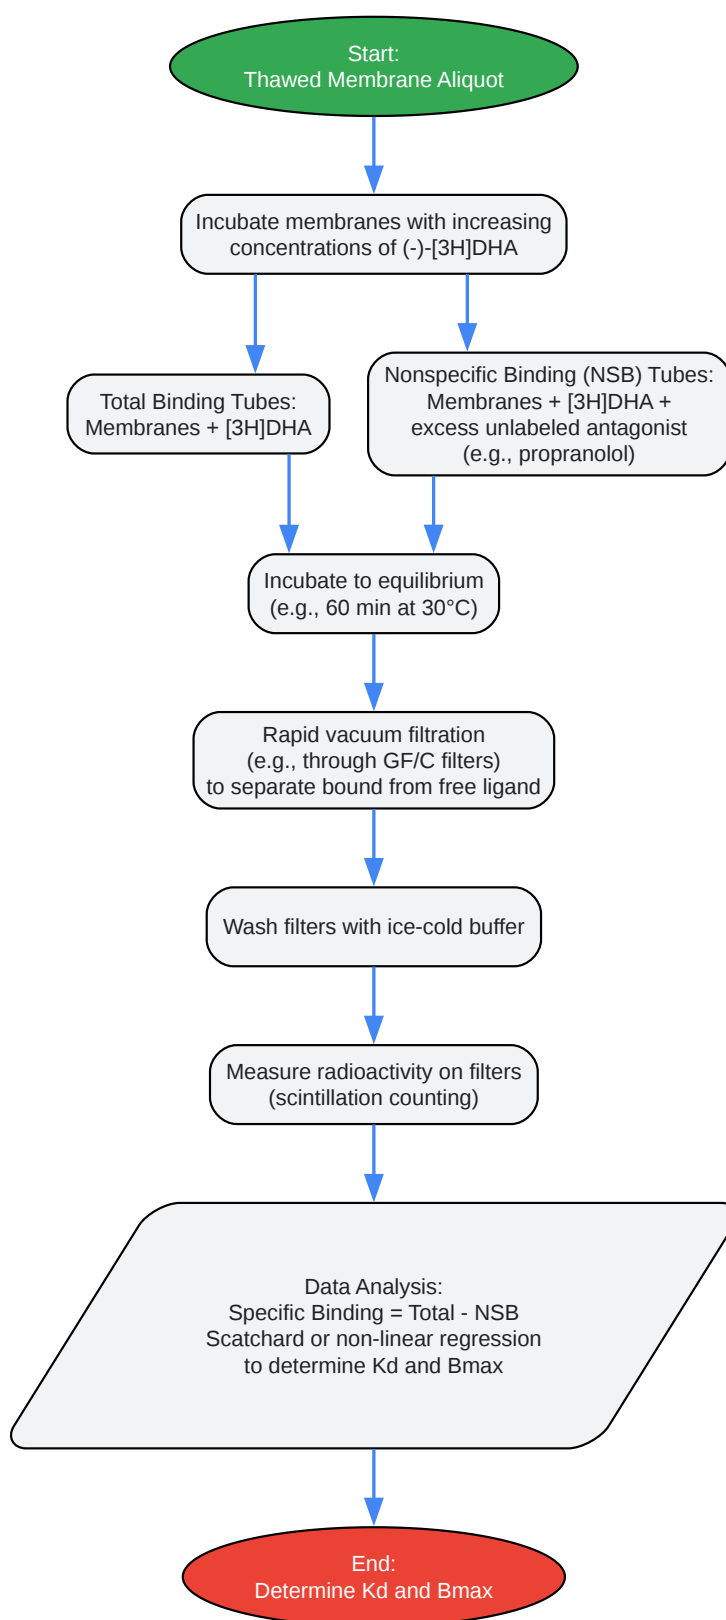 Start:
Thawed Membrane Aliquot
Incubate membranes with increasing
concentrations of (-)-[3H]DHA
Total Binding Tubes:
Membranes + [3H]DHA
Nonspecific Binding (NSB) Tubes:
Membranes + [3H]DHA +
excess unlabeled antagonist
(e.g., propranolol)
Incubate to equilibrium
(e.g., 60 min at 30°C)
Rapid vacuum filtration
(e.g., through GF/C filters)
to separate bound from free ligand
Wash filters with ice-cold buffer
Measure radioactivity on filters
(scintillation counting)
Data Analysis:
Specific Binding = Total - NSB
Scatchard or non-linear regression
to determine Kd and Bmax
End:
Determine Kd and Bmax